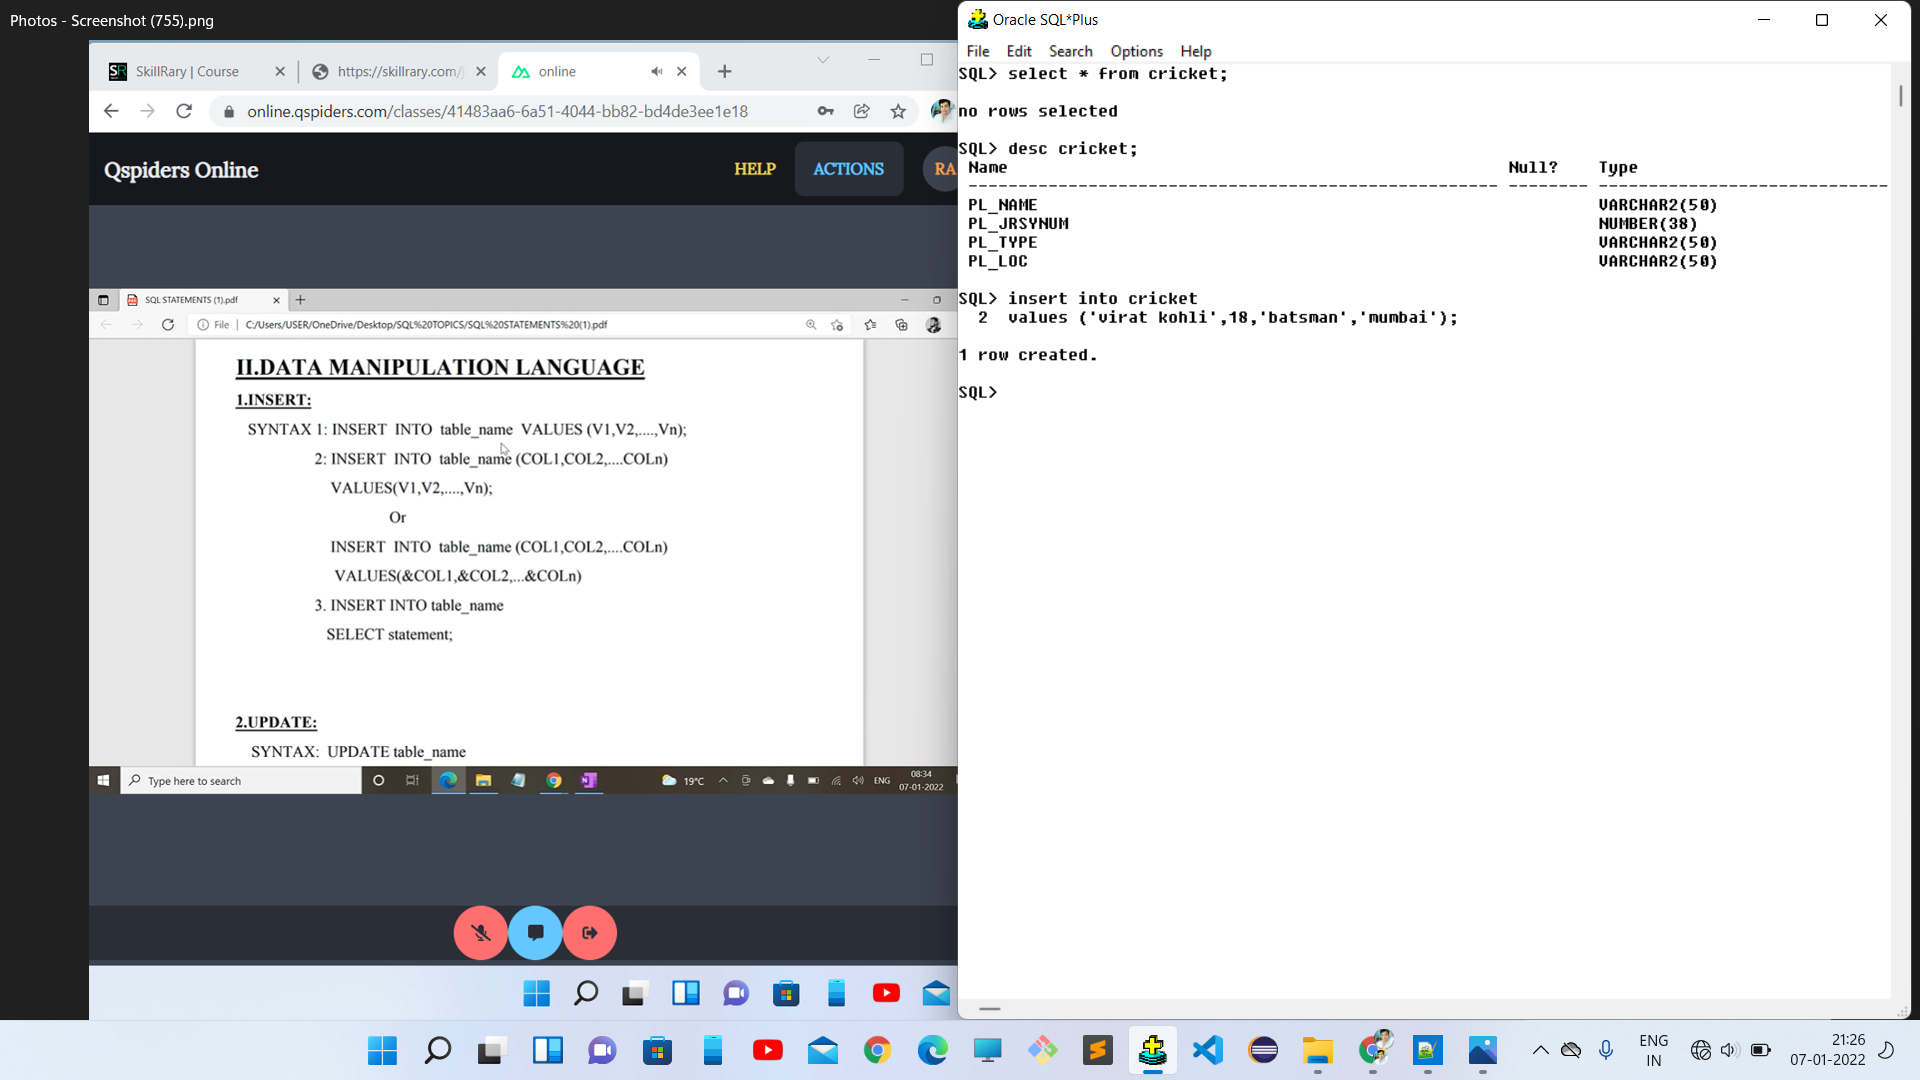 Photos - Screenshot (755).png
SkillRary | Course
https://skillrary.com/j
online
online.qspiders.com/classes/41483aa6-6a51-4044-bb82-bd4de3ee1e18
Qspiders Online
HELP
ACTIONS
RA
SQL STATEMENTS (1).pdf
File | C:/Users/USER/OneDrive/Desktop/SQL%20TOPICS/SQL%20STATEMENTS%20(1).pdf
II.DATA MANIPULATION LANGUAGE
1.INSERT:
SYNTAX 1: INSERT INTO table_name VALUES (V1,V2,....,Vn);
2: INSERT INTO table_name (COL1,COL2,....COLn)
VALUES(V1,V2,....,Vn);
Or
INSERT INTO table_name (COL1,COL2,....COLn)
VALUES(&COL1,&COL2,...&COLn)
3. INSERT INTO table_name
SELECT statement;
2.UPDATE:
SYNTAX: UPDATE table_name
Type here to search
19°C
ENG
08:34
07-01-2022
Oracle SQL*Plus
File Edit Search Options Help
SQL> select * from cricket;
no rows selected
SQL> desc cricket;
Name Null? Type
----------------------------------------------------- -------- -----------------------------
PL_NAME VARCHAR2(50)
PL_JRSYNUM NUMBER(38)
PL_TYPE VARCHAR2(50)
PL_LOC VARCHAR2(50)
SQL> insert into cricket
2 values ('virat kohli',18,'batsman','mumbai');
1 row created.
SQL>
ENG
IN
21:26
07-01-2022